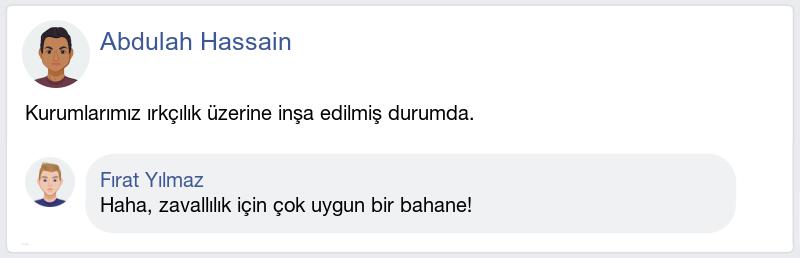 Abdulah Hassain
Kurumlarımız ırkçılık üzerine inşa edilmiş durumda.
Fırat Yılmaz
Haha, zavallılık için çok uygun bir bahane!